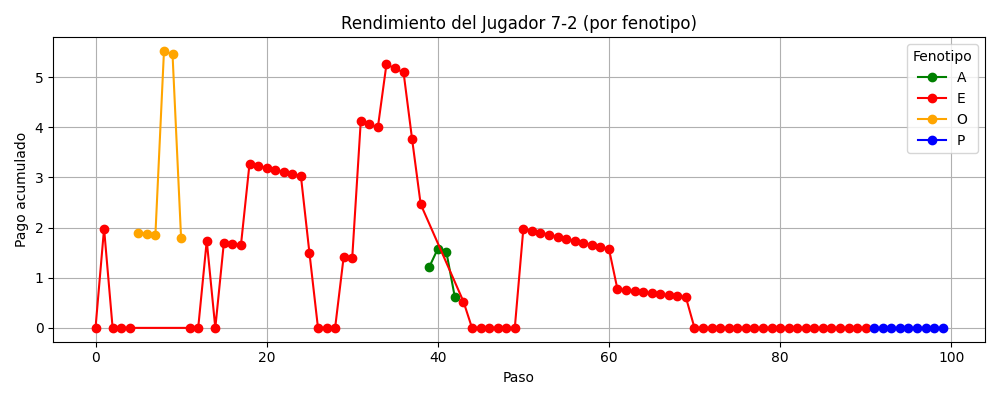 Rendimiento del Jugador 7-2 (por fenotipo)
Pago acumulado
5
4
3
2
1
0
0
20
40
60
80
100
Paso
Fenotipo
A
E
O
P